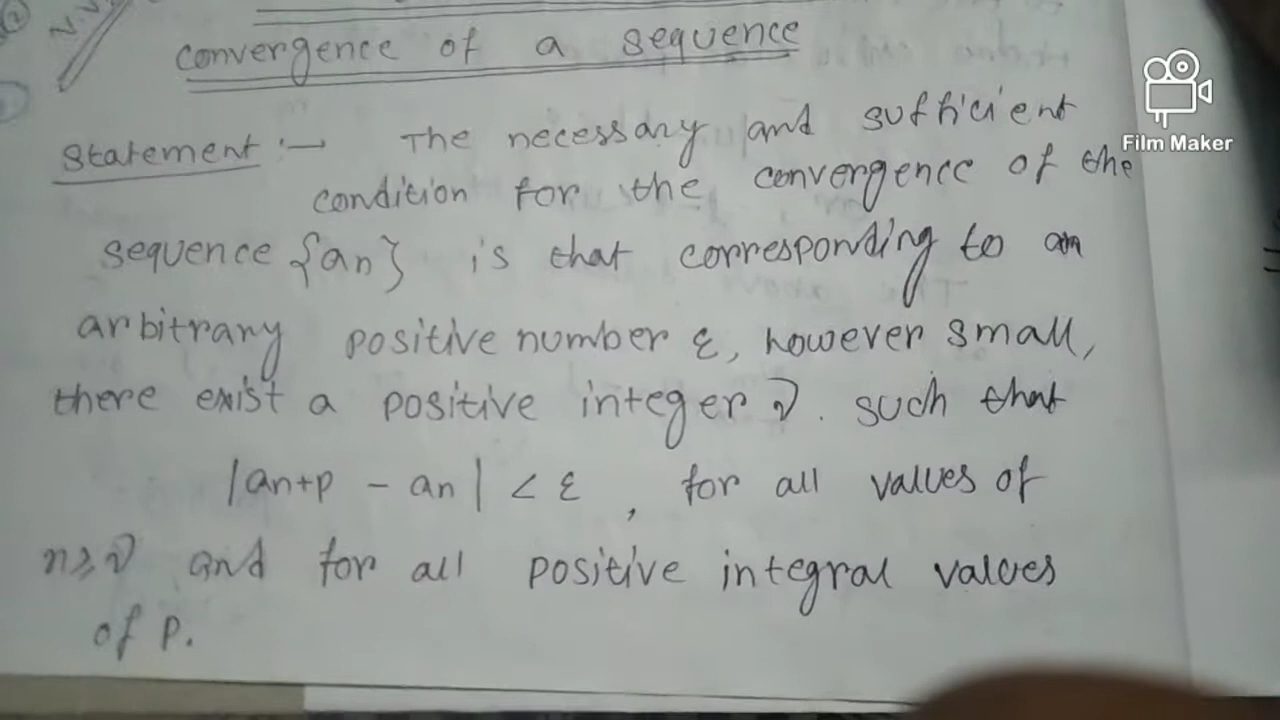 N.V.
convergence of a sequence
Film Maker
Statement :— The necessary and sufficient
condition for the convergence of the
sequence {an} is that corresponding to an
arbitrary positive number ε, however small,
there exist a positive integer ν. such that
|an+p - an| < ε, for all values of
n≥ν and for all positive integral values
of p.